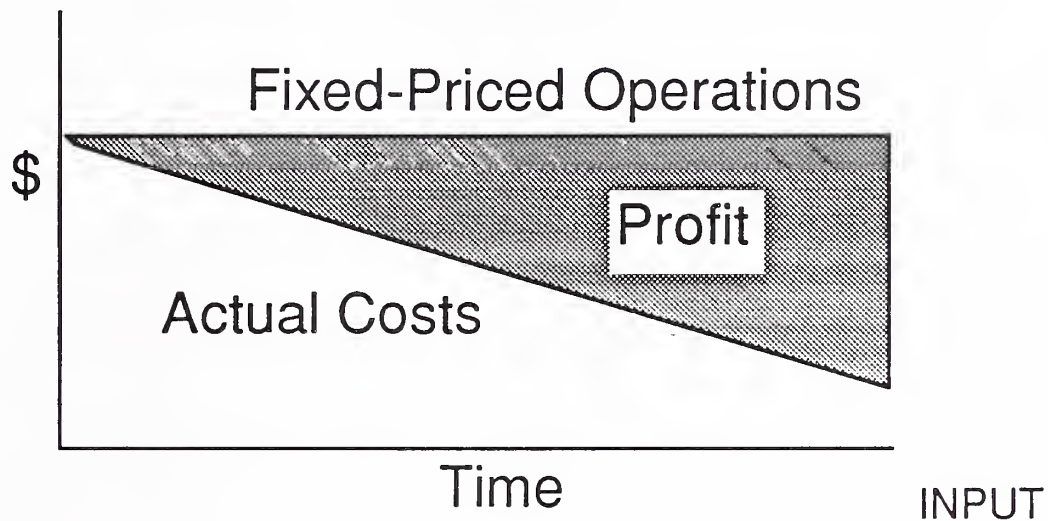 Fixed-Priced Operations
$
Profit
Actual Costs
Time
INPUT